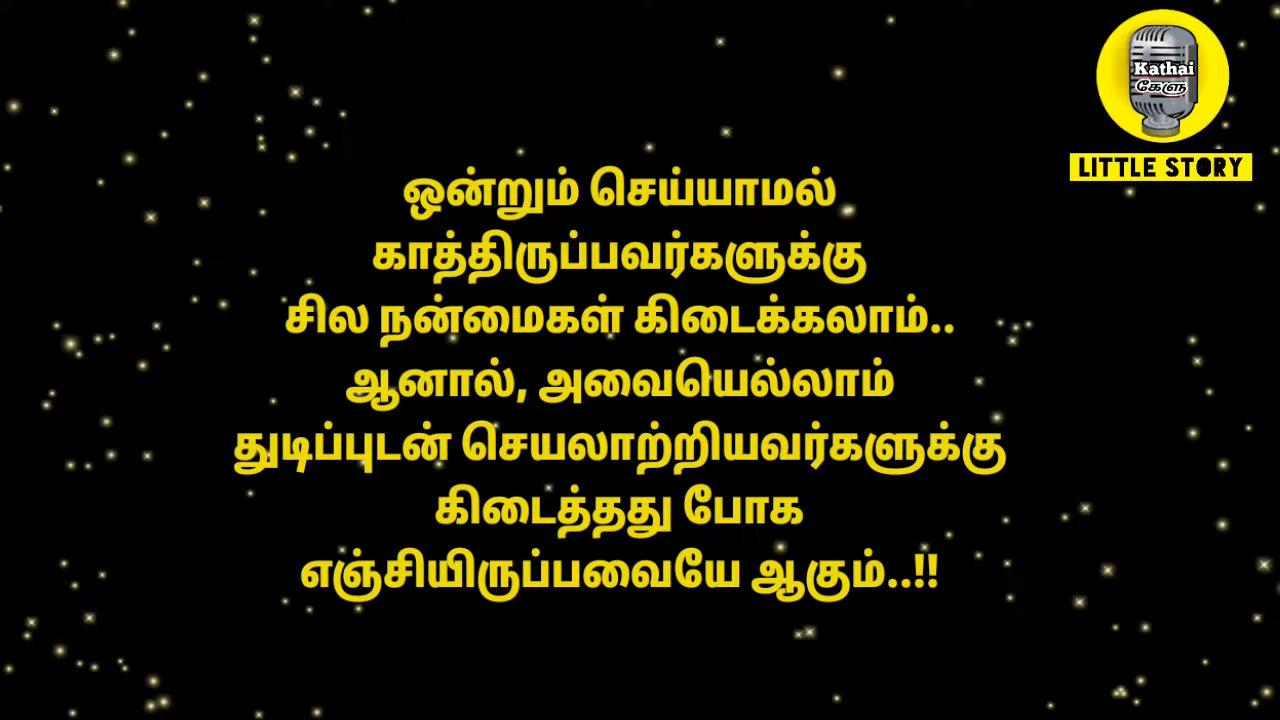 Kathai
கேளு
LITTLE STORY
ஒன்றும் செய்யாமல்
காத்திருப்பவர்களுக்கு
சில நன்மைகள் கிடைக்கலாம்..
ஆனால், அவையெல்லாம்
துடிப்புடன் செயலாற்றியவர்களுக்கு
கிடைத்தது போக
எஞ்சியிருப்பவையே ஆகும்..!!